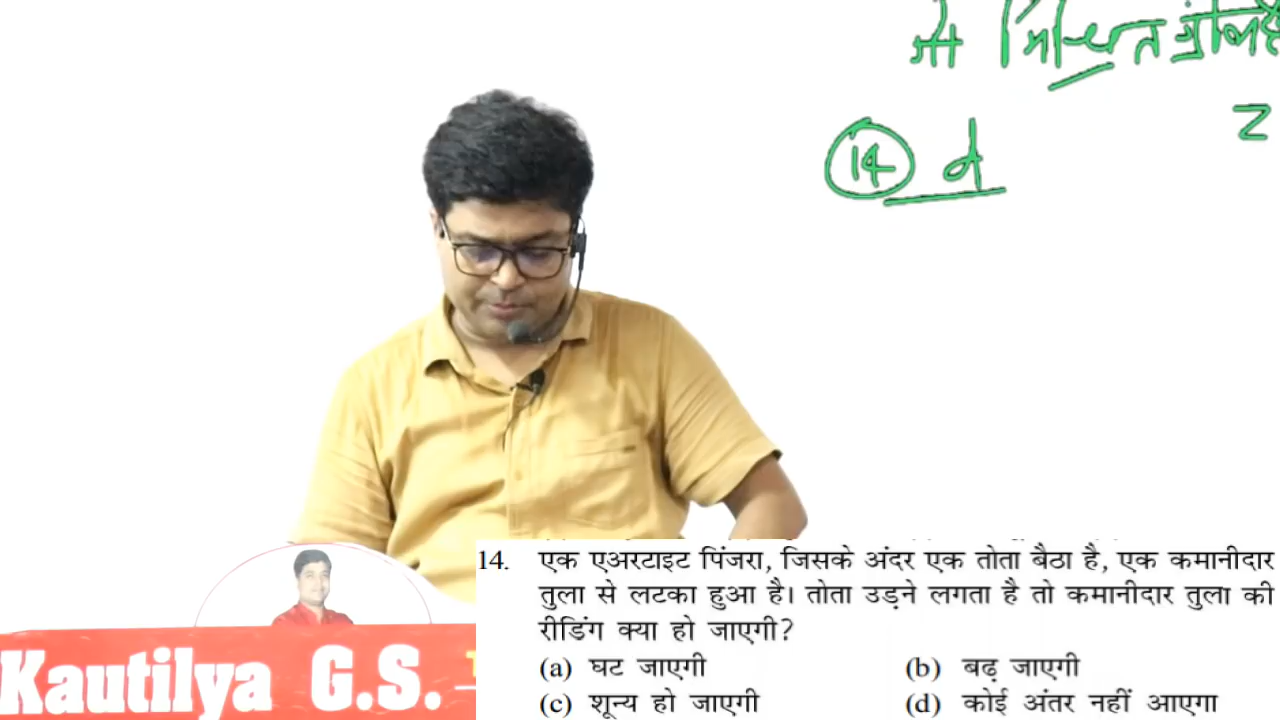 में मिश्रित ग्रंथि है
2
14 d
14. एक एअरटाइट पिंजरा, जिसके अंदर एक तोता बैठा है, एक कमानीदार
तुला से लटका हुआ है। तोता उड़ने लगता है तो कमानीदार तुला की
रीडिंग क्या हो जाएगी?
(a) घट जाएगी (b) बढ़ जाएगी
(c) शून्य हो जाएगी (d) कोई अंतर नहीं आएगा
Kautilya G.S.